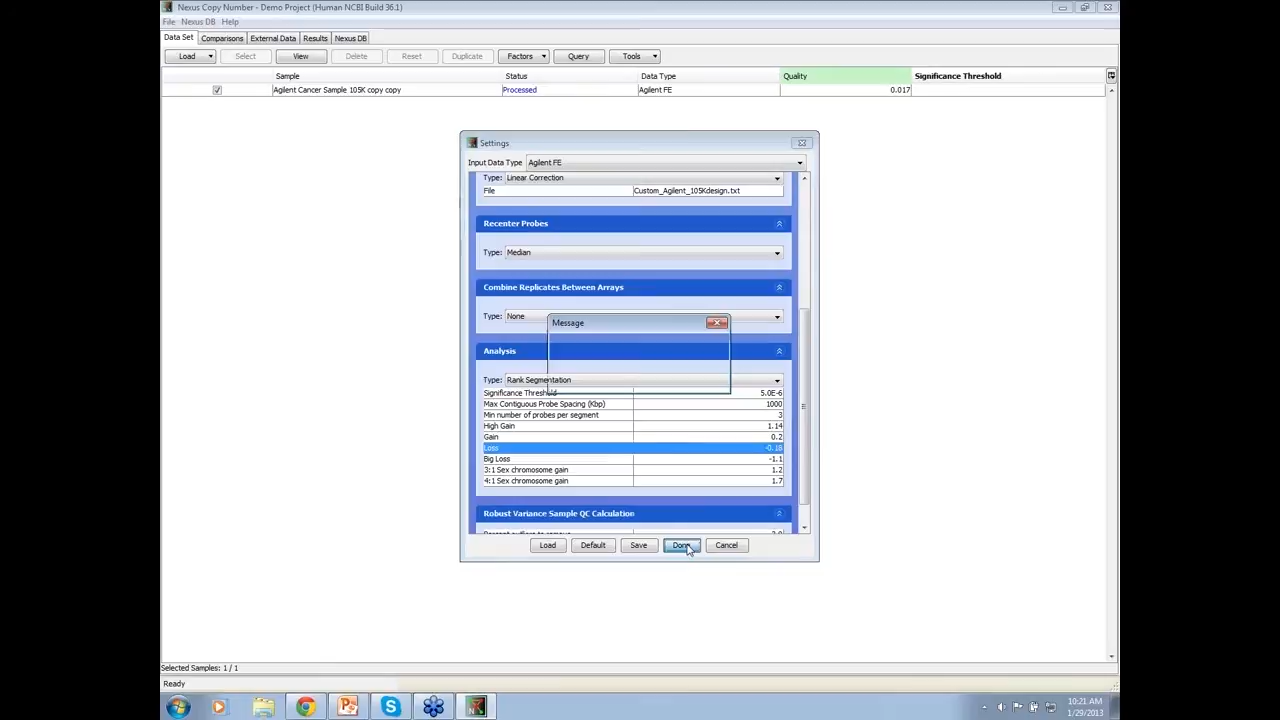 Nexus Copy Number - Demo Project (Human NCBI Build 36.1)
File Nexus DB Help
Data Set Comparisons External Data Results Nexus DB
Load Select View Delete Reset Duplicate Factors Query Tools
Sample Status Data Type Quality Significance Threshold
Agilent Cancer Sample 105K copy copy Processed Agilent FE 0.017
Settings
Input Data Type Agilent FE
Type: Linear Correction
File Custom_Agilent_105Kdesign.txt
Recenter Probes
Type: Median
Combine Replicates Between Arrays
Type: None
Message
Analysis
Type: Rank Segmentation
Significance Threshold 5.0E-6
Max Contiguous Probe Spacing (Kbp) 1000
Min number of probes per segment 3
High Gain 1.14
Gain 0.2
Loss -0.18
Big Loss -1.1
3:1 Sex chromosome gain 1.2
4:1 Sex chromosome gain 1.7
Robust Variance Sample QC Calculation
Load Default Save Done Cancel
Selected Samples: 1 / 1
Ready
10:21 AM
1/29/2013